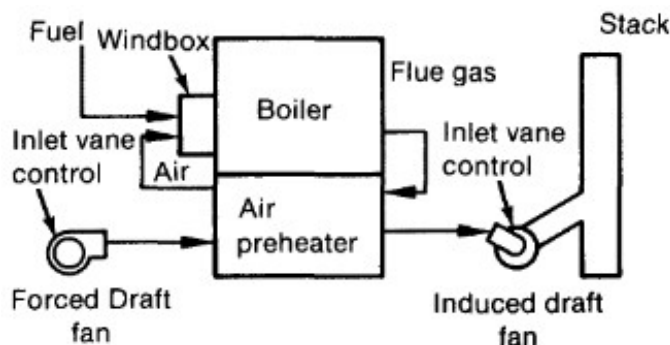 Stack
Fuel
Windbox
Flue gas
Boiler
Inlet vane
control
Inlet vane
control
Air
Air
preheater
Forced Draft
fan
Induced draft
fan